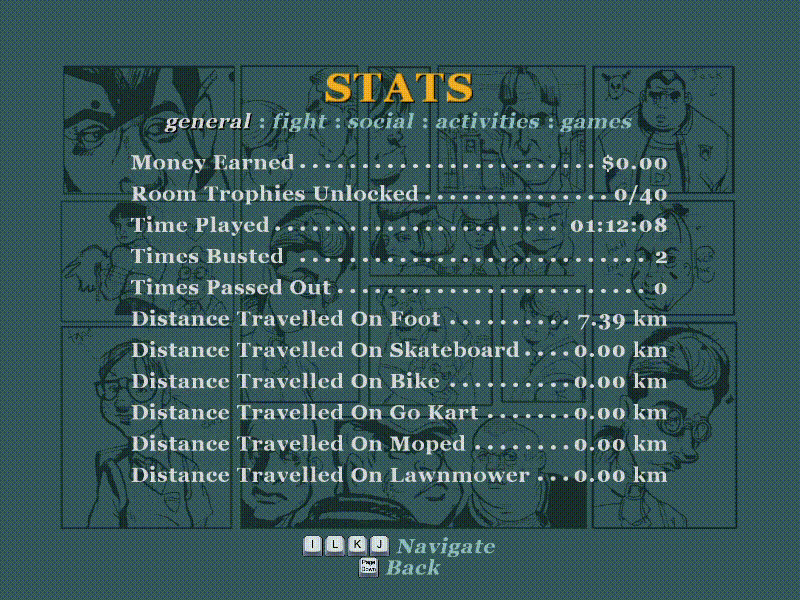 STATS
general : fight : social : activities : games
Money Earned ........................ $0.00
Room Trophies Unlocked ............... 0/40
Time Played ....................... 01:12:08
Times Busted ............................ 2
Times Passed Out ......................... 0
Distance Travelled On Foot .......... 7.39 km
Distance Travelled On Skateboard ....0.00 km
Distance Travelled On Bike ..........0.00 km
Distance Travelled On Go Kart .......0.00 km
Distance Travelled On Moped ........0.00 km
Distance Travelled On Lawnmower ...0.00 km
I L K J Navigate
Page Down Back